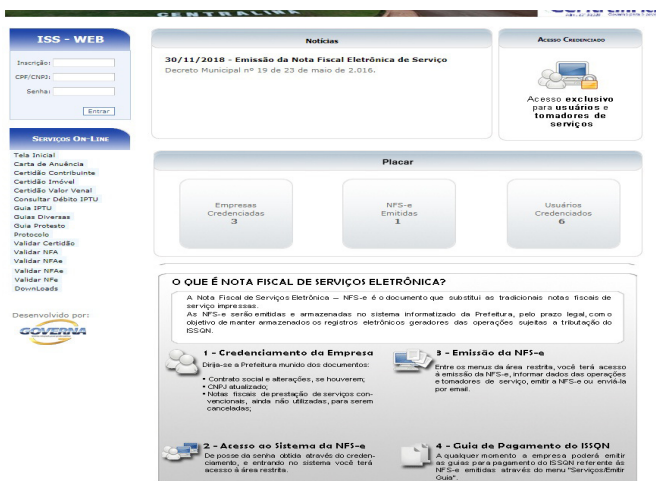 CENTRALINA
ISS - WEB
Inscrição:
CPF/CNPJ:
Senha:
Entrar
SERVIÇOS ON-LINE
Tela Inicial
Carta de Anuência
Certidão Contribuinte
Certidão Imóvel
Certidão Valor Venal
Consultar Débito IPTU
Guia IPTU
Guias Diversas
Guia Protesto
Protocolo
Validar Certidão
Validar NFA
Validar NFAe
Validar NFAe
Validar NFe
DownLoads
Desenvolvido por:
GOVERNA
Notícias
30/11/2018 - Emissão da Nota Fiscal Eletrônica de Serviço
Decreto Municipal nº 19 de 23 de maio de 2.016.
ACESSO CREDENCIADO
Acesso exclusivo
para usuários e
tomadores de
serviços
Placar
Empresas
Credenciadas
3
NFS-e
Emitidas
1
Usuários
Credenciados
6
O QUE É NOTA FISCAL DE SERVIÇOS ELETRÔNICA?
A Nota Fiscal de Serviços Eletrônica – NFS-e é o documento que substitui as tradicionais notas fiscais de
serviço impressas.
As NFS-e serão emitidas e armazenadas no sistema informatizado da Prefeitura, pelo prazo legal, com o
objetivo de manter armazenados os registros eletrônicos geradores das operações sujeitas a tributação do
ISSQN.
1 - Credenciamento da Empresa
Dirija-se a Prefeitura munido dos documentos:
• Contrato social e alterações, se houverem;
• CNPJ atualizado;
• Notas fiscais de prestação de serviços con-
vencionais, ainda não utilizadas, para serem
canceladas;
2 - Acesso ao Sistema da NFS-e
De posse da senha obtida através do creden-
ciamento, e entrando no sistema você terá
acesso à área restrita.
3 - Emissão da NFS-e
Entre os menus da área restrita, você terá acesso
á emissão da NFS-e, informar dados das operações
e tomadores de serviço, emitir a NFS-e ou enviá-la
por email.
4 - Guia de Pagamento do ISSQN
A qualquer momento a empresa poderá emitir
as guias para pagamento do ISSQN referente ás
NFS-e emitidas através do menu "Serviços/Emitir
Guia".